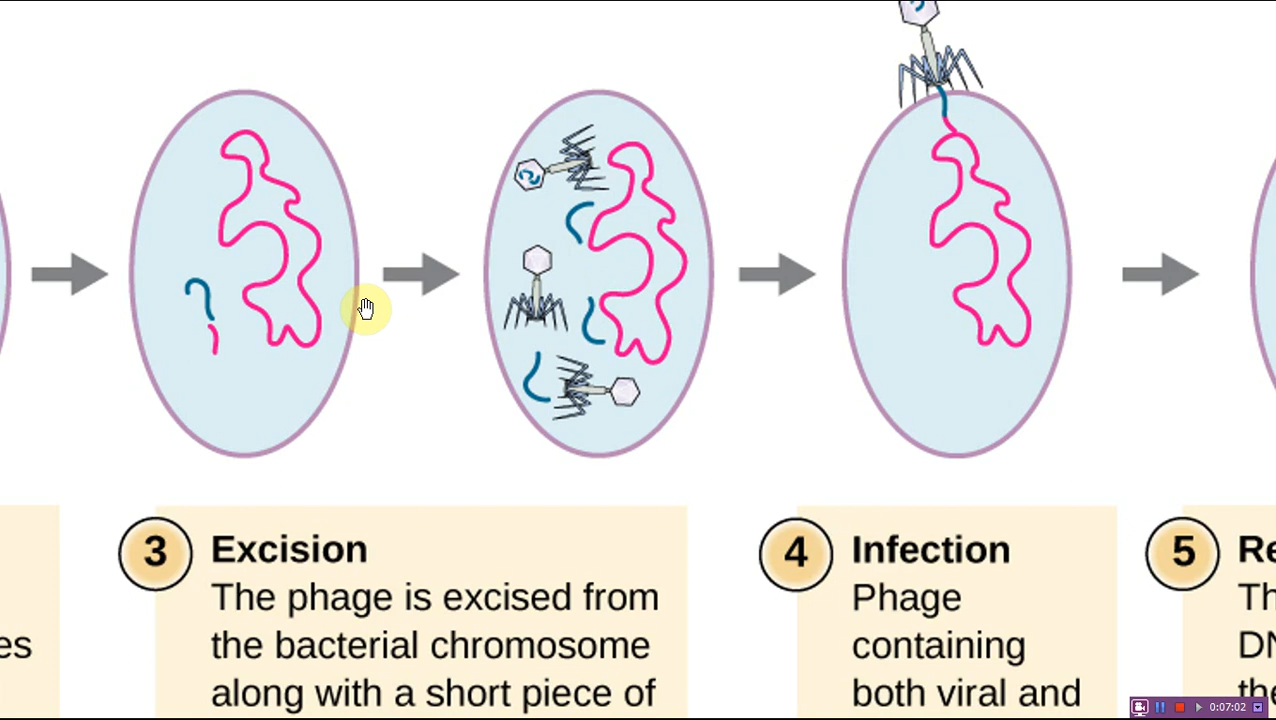 3 Excision
The phage is excised from
the bacterial chromosome
along with a short piece of
4 Infection
Phage
containing
both viral and
5
0:07:02